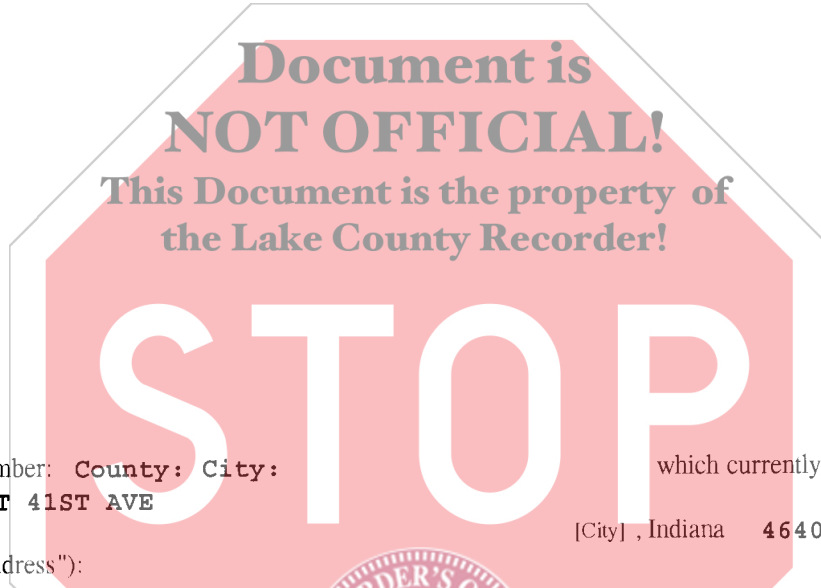 Document is
NOT OFFICIAL!
This Document is the property of
the Lake County Recorder!
STOP
mber: County: City: which currently
T 41ST AVE
[City] , Indiana 4640
dress"):
RDER'S